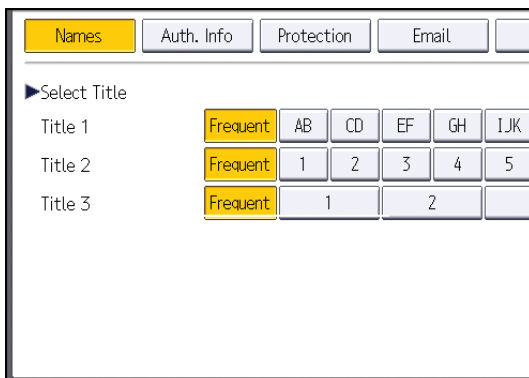 Names Auth. Info Protection Email
▶Select Title
Title 1 Frequent AB CD EF GH IJK
Title 2 Frequent 1 2 3 4 5
Title 3 Frequent 1 2